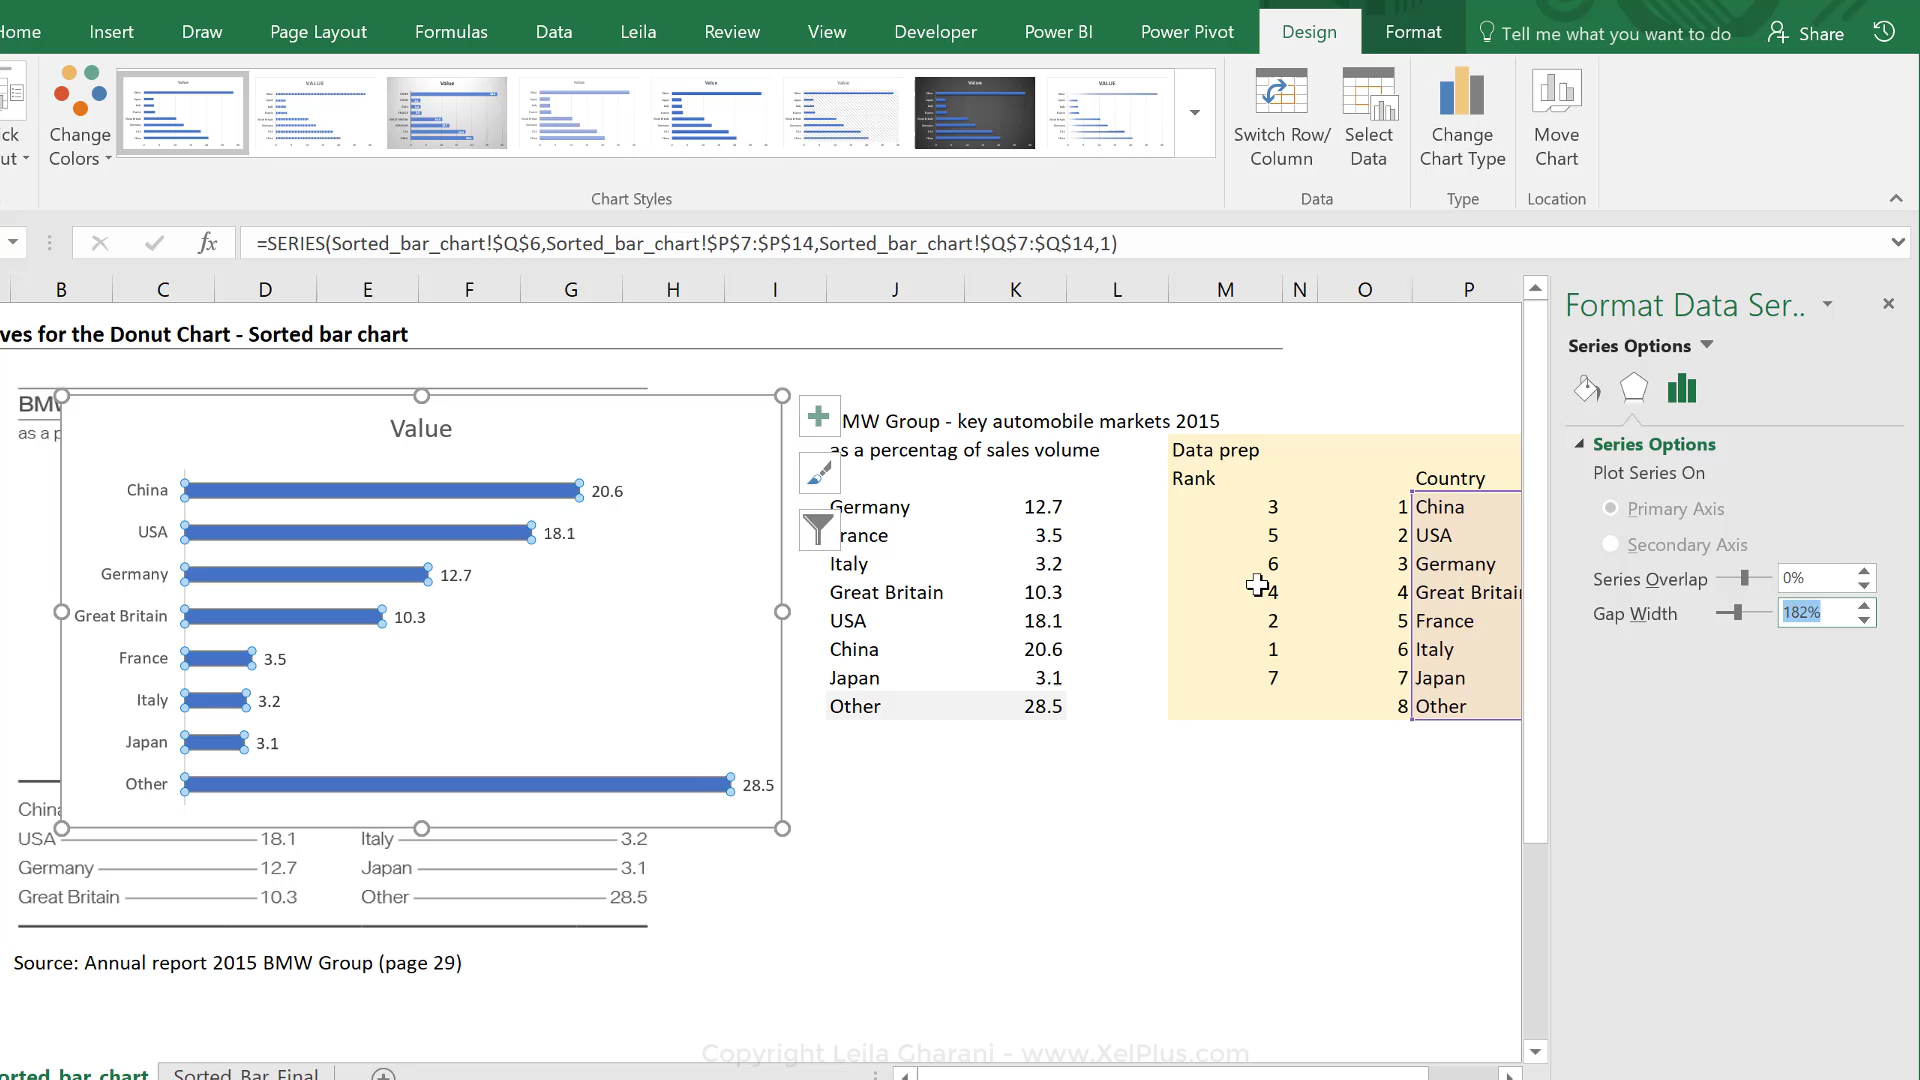 Home Insert Draw Page Layout Formulas Data Leila Review View Developer Power BI Power Pivot Design Format Tell me what you want to do Share
Change
Colors
Switch Row/
Column
Select
Data
Change
Chart Type
Move
Chart
Chart Styles
Data
Type
Location
fx =SERIES(Sorted_bar_chart!$Q$6,Sorted_bar_chart!$P$7:$P$14,Sorted_bar_chart!$Q$7:$Q$14,1)
B C D E F G H I J K L M N O P
ves for the Donut Chart - Sorted bar chart
BMW
as a p
Value
China 20.6
USA 18.1
Germany 12.7
Great Britain 10.3
France 3.5
Italy 3.2
Japan 3.1
Other 28.5
China
USA 18.1 Italy 3.2
Germany 12.7 Japan 3.1
Great Britain 10.3 Other 28.5
Source: Annual report 2015 BMW Group (page 29)
MW Group - key automobile markets 2015
as a percentag of sales volume
Data prep
Rank Country
Germany 12.7 3 1 China
rance 3.5 5 2 USA
Italy 3.2 6 3 Germany
Great Britain 10.3 4 4 Great Britain
USA 18.1 2 5 France
China 20.6 1 6 Italy
Japan 3.1 7 7 Japan
Other 28.5 8 Other
Format Data Ser..
Series Options
Series Options
Plot Series On
Primary Axis
Secondary Axis
Series Overlap 0%
Gap Width 182%
Copyright Leila Gharani - www.XelPlus.com
orted_bar_chart Sorted_Bar_Final